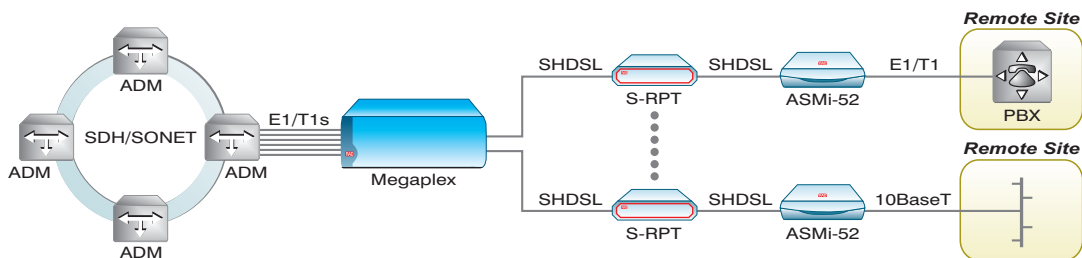 Remote Site
ADM
SHDSL
SHDSL
E1/T1
S-RPT
ASMi-52
PBX
SDH/SONET
E1/T1s
ADM
ADM
Megaplex
Remote Site
SHDSL
SHDSL
10BaseT
S-RPT
ASMi-52
ADM